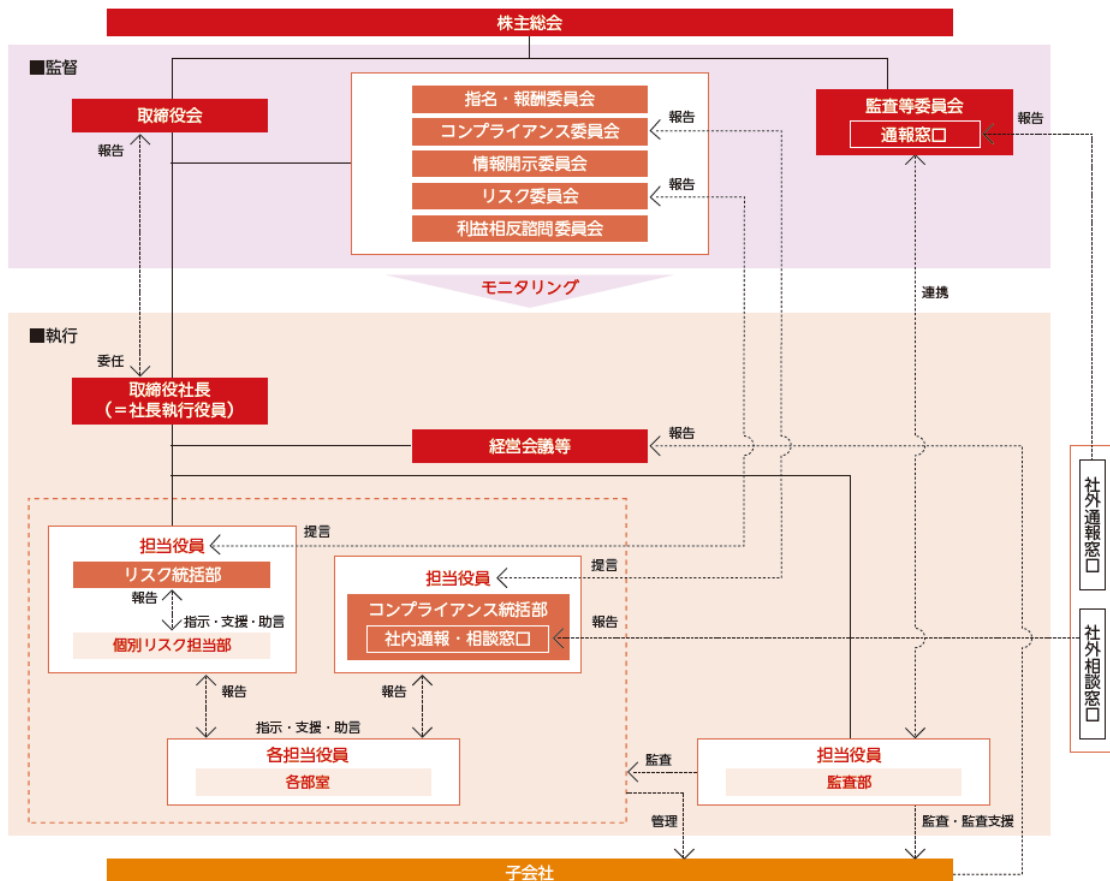 株主総会
■監督
取締役会
指名・報酬委員会
コンプライアンス委員会
情報開示委員会
リスク委員会
利益相反諮問委員会
監査等委員会
通報窓口
報告
報告
報告
報告
モニタリング
連携
■執行
委任
取締役社長
(=社長執行役員)
経営会議等
報告
社外通報窓口
社外相談窓口
担当役員
提言
リスク統括部
報告
指示・支援・助言
個別リスク担当部
担当役員
提言
コンプライアンス統括部
社内通報・相談窓口
報告
報告
報告
指示・支援・助言
各担当役員
各部室
監査
担当役員
監査部
管理
監査・監査支援
子会社